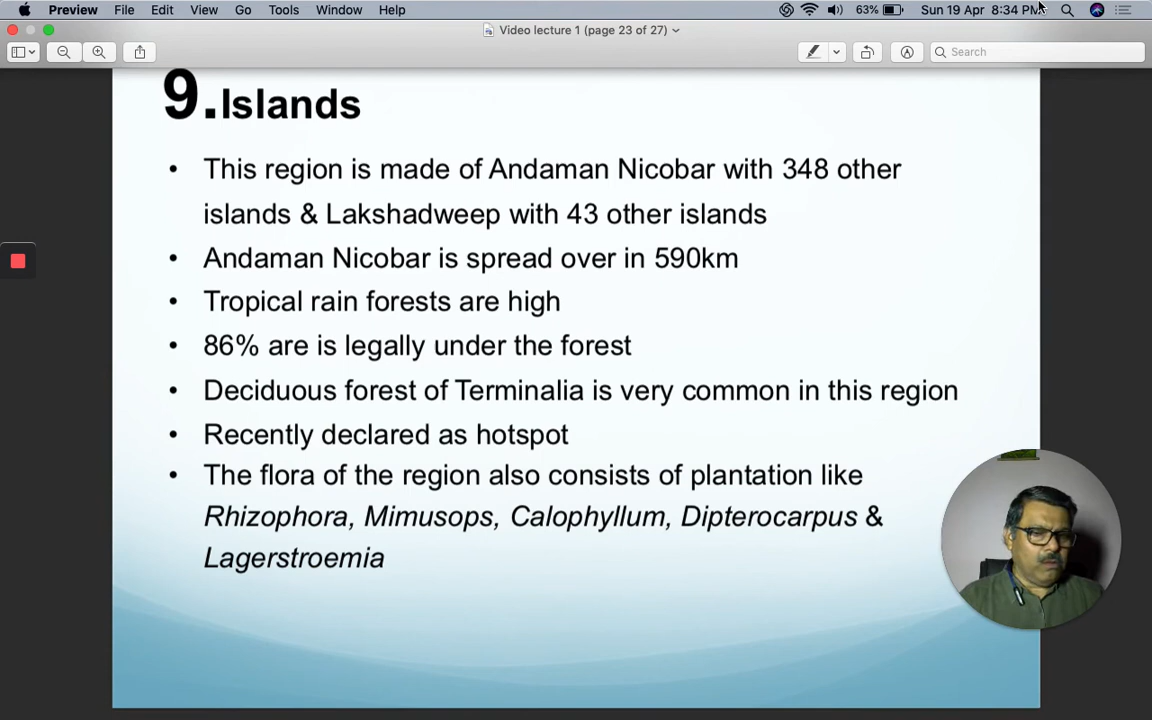 Preview File Edit View Go Tools Window Help 63% Sun 19 Apr 8:34 PM
Video lecture 1 (page 23 of 27)
Search
9.Islands
• This region is made of Andaman Nicobar with 348 other
islands & Lakshadweep with 43 other islands
• Andaman Nicobar is spread over in 590km
• Tropical rain forests are high
• 86% are is legally under the forest
• Deciduous forest of Terminalia is very common in this region
• Recently declared as hotspot
• The flora of the region also consists of plantation like
Rhizophora, Mimusops, Calophyllum, Dipterocarpus &
Lagerstroemia